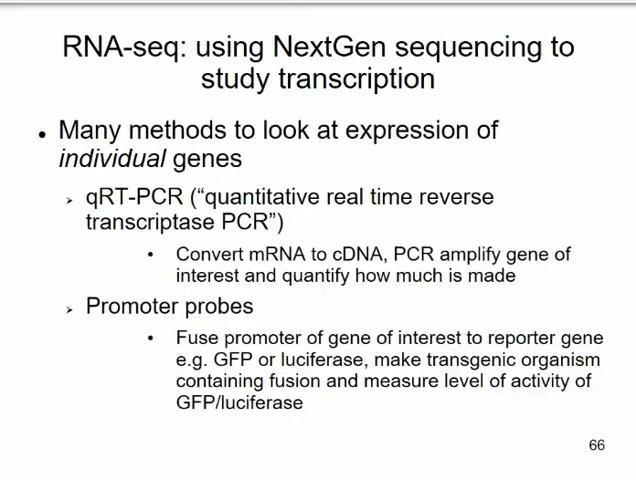 RNA-seq: using NextGen sequencing to
study transcription
• Many methods to look at expression of
individual genes
➢ qRT-PCR (“quantitative real time reverse
transcriptase PCR”)
• Convert mRNA to cDNA, PCR amplify gene of
interest and quantify how much is made
➢ Promoter probes
• Fuse promoter of gene of interest to reporter gene
e.g. GFP or luciferase, make transgenic organism
containing fusion and measure level of activity of
GFP/luciferase
66